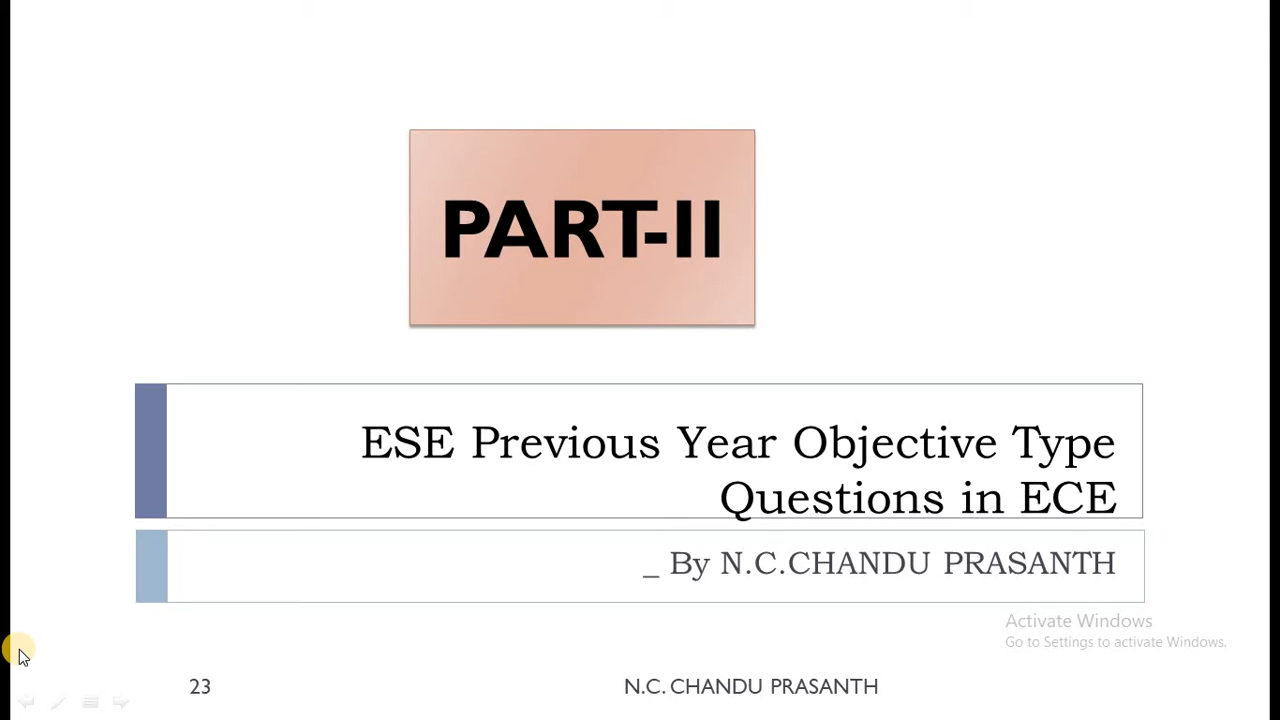 PART-II
ESE Previous Year Objective Type
Questions in ECE
_ By N.C.CHANDU PRASANTH
Activate Windows
Go to Settings to activate Windows.
23
N.C. CHANDU PRASANTH